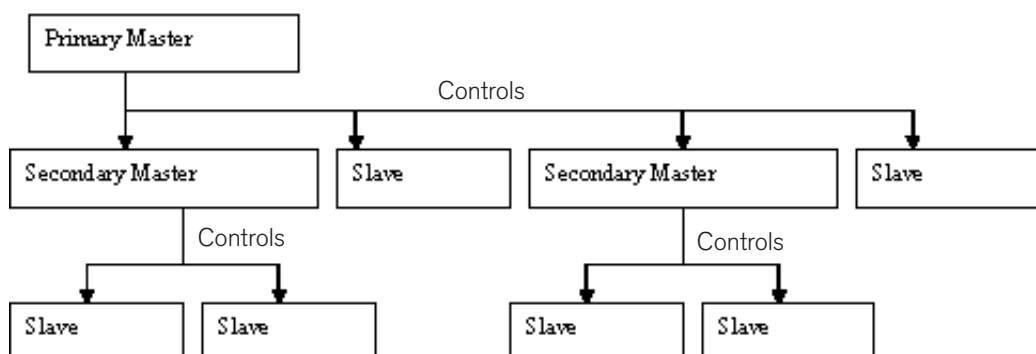 Primary Master
Controls
Secondary Master
Slave
Secondary Master
Slave
Controls
Controls
Slave
Slave
Slave
Slave